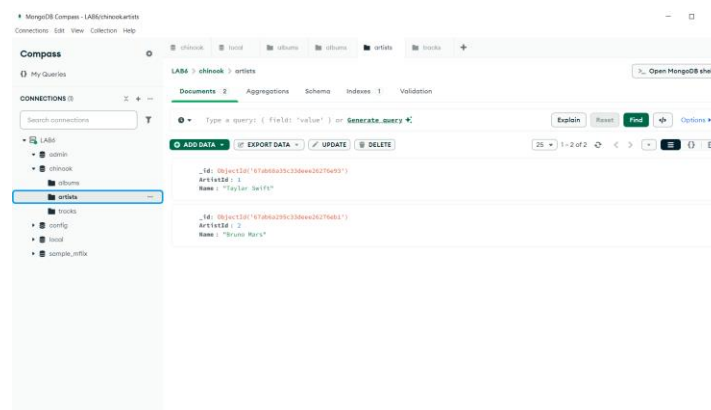 MongoDB Compass - LAB6/chinook.artists
Connections Edit View Collection Help
Compass
My Queries
CONNECTIONS (1)
Search connections
LAB6
admin
chinook
albums
artists
tracks
config
local
sample_mflix
chinook local albums albums artists tracks
LAB6 > chinook > artists
Open MongoDB she
Documents 2 Aggregations Schema Indexes 1 Validation
Type a query: { field: 'value' } or Generate query
Explain Reset Find Options
ADD DATA EXPORT DATA UPDATE DELETE
25 1 – 2 of 2
_id: ObjectId(
ArtistId : 1
Name : "Taylor Swift"
_id: ObjectId(
ArtistId : 2
Name : "Bruno Mars"